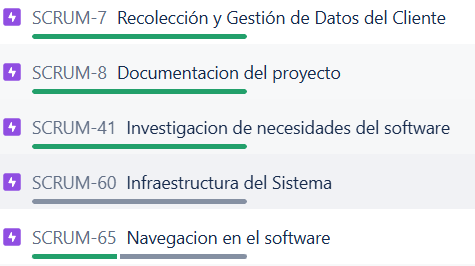 SCRUM-7 Recolección y Gestión de Datos del Cliente
SCRUM-8 Documentacion del proyecto
SCRUM-41 Investigacion de necesidades del software
SCRUM-60 Infraestructura del Sistema
SCRUM-65 Navegacion en el software